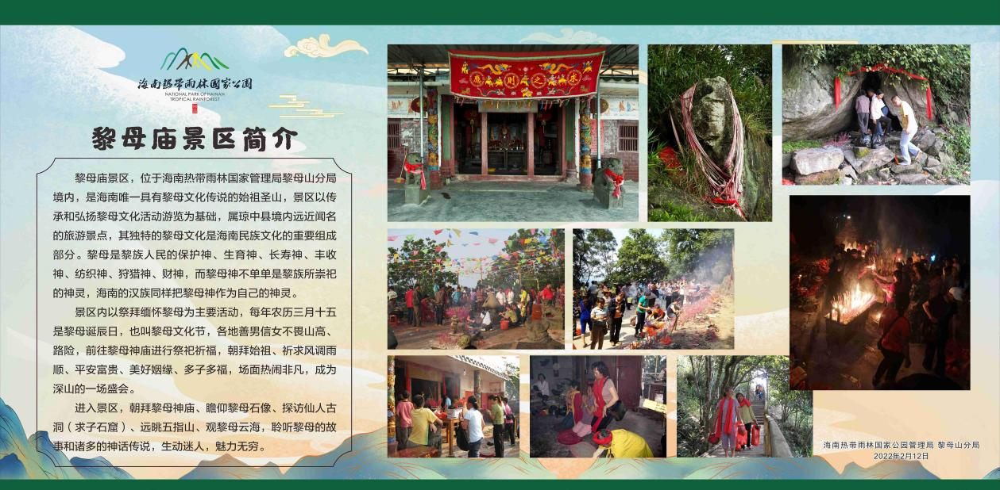 海南热带雨林国家公园
NATIONAL PARK OF HAINAN
TROPICAL RAINFOREST
黎母庙景区简介
黎母庙景区，位于海南热带雨林国家管理局黎母山分局
境内，是海南唯一具有黎母文化传说的始祖圣山，景区以传
承和弘扬黎母文化活动游览为基础，属琼中县境内远近闻名
的旅游景点，其独特的黎母文化是海南民族文化的重要组成
部分。黎母是黎族人民的保护神、生育神、长寿神、丰收
神、纺织神、狩猎神、财神，而黎母神不单单是黎族所崇祀
的神灵，海南的汉族同样把黎母神作为自己的神灵。
景区内以祭拜缅怀黎母为主要活动，每年农历三月十五
是黎母诞辰日，也叫黎母文化节，各地善男信女不畏山高、
路险，前往黎母神庙进行祭祀祈福，朝拜始祖、祈求风调雨
顺、平安富贵、美好姻缘、多子多福，场面热闹非凡，成为
深山的一场盛会。
进入景区，朝拜黎母神庙、瞻仰黎母石像、探访仙人古
洞（求子石窟）、远眺五指山、观黎母云海，聆听黎母的故
事和诸多的神话传说，生动迷人，魅力无穷。
應則之求
海南热带雨林国家公园管理局 黎母山分局
2022年2月12日